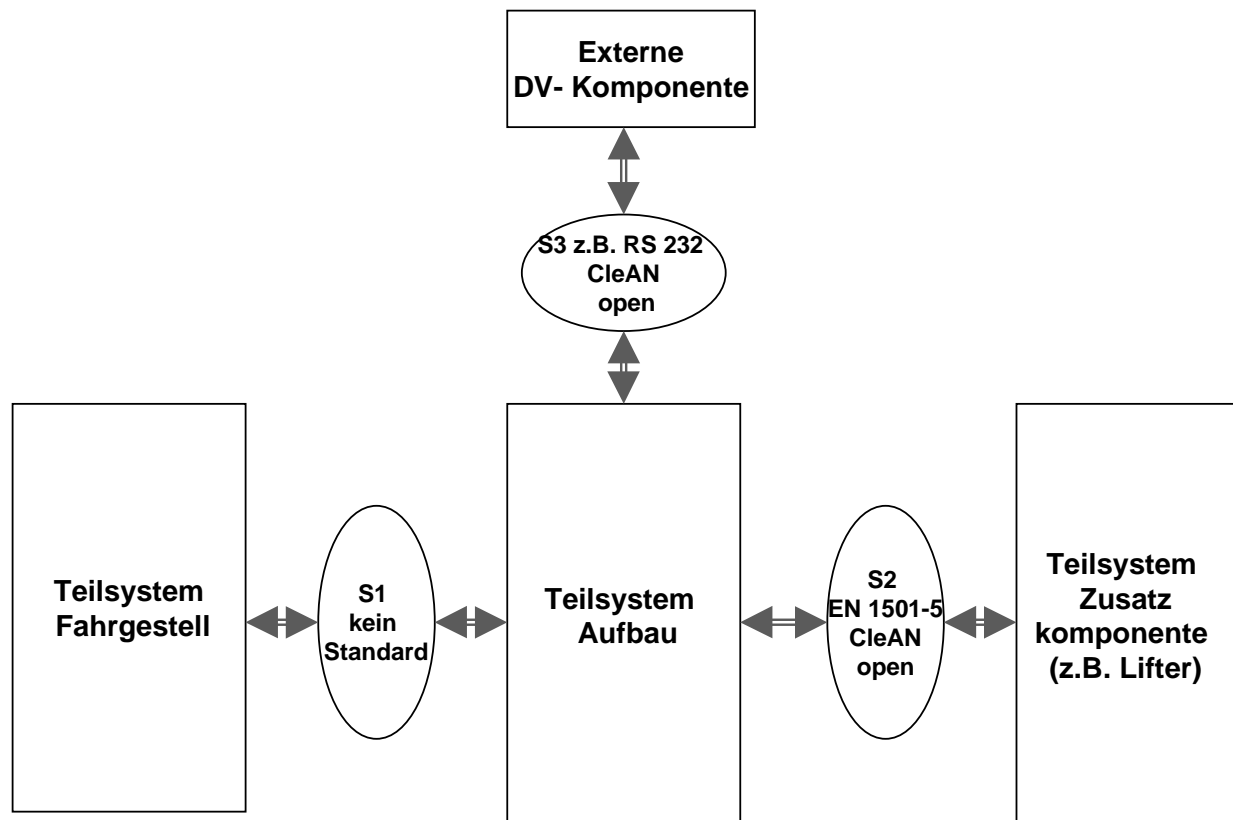 Externe
DV- Komponente
S3 z.B. RS 232
CleAN
open
Teilsystem
Fahrgestell
S1
kein
Standard
Teilsystem
Aufbau
S2
EN 1501-5
CleAN
open
Teilsystem
Zusatz
komponente
(z.B. Lifter)